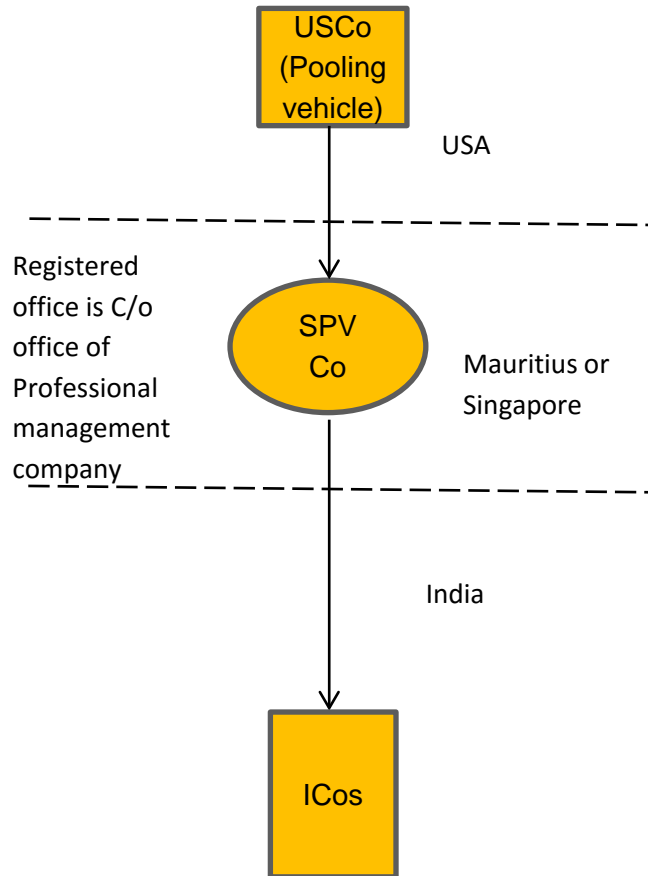 USCo
(Pooling
vehicle)
USA
Registered
office is C/o
office of
Professional
management
company
SPV
Co
Mauritius or
Singapore
India
ICos